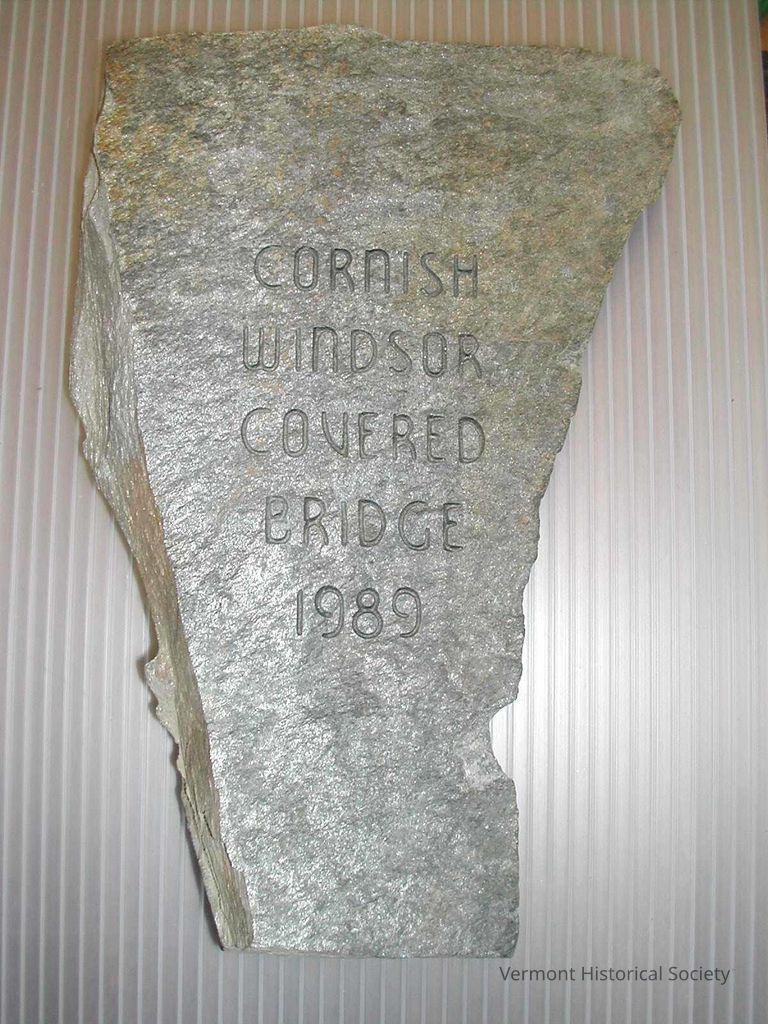 CORNISH
WINDSOR
COVERED
BRIDGE
1989
Vermont Historical Society